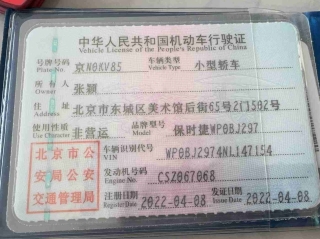 中华人民共和国机动车行驶证
Vehicle License of the People's Republic of China
号牌号码 京N0KV85 车辆类型 小型轿车
Plate No. Vehicle Type
所有人 张颖
Owner
住址 北京市东城区美术馆后街65号2门1502号
Address
使用性质 非营运 品牌型号 保时捷WP0BJ297
Use Character Model
北京市公安局公安交通管理局
车辆识别代号 WP0BJ2974NL147154
VIN
发动机号码 CSZ067068
Engine No.
注册日期 2022-04-08 发证日期 2022-04-08
Register Date Issue Date